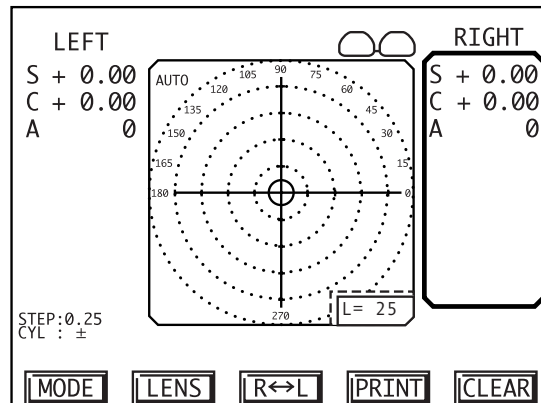 LEFT
S + 0.00
C + 0.00
A 0
RIGHT
S + 0.00
C + 0.00
A 0
AUTO
105
90
75
120
60
135
45
150
30
165
15
180
0
270
L= 25
STEP:0.25
CYL : ±
MODE
LENS
R↔L
PRINT
CLEAR